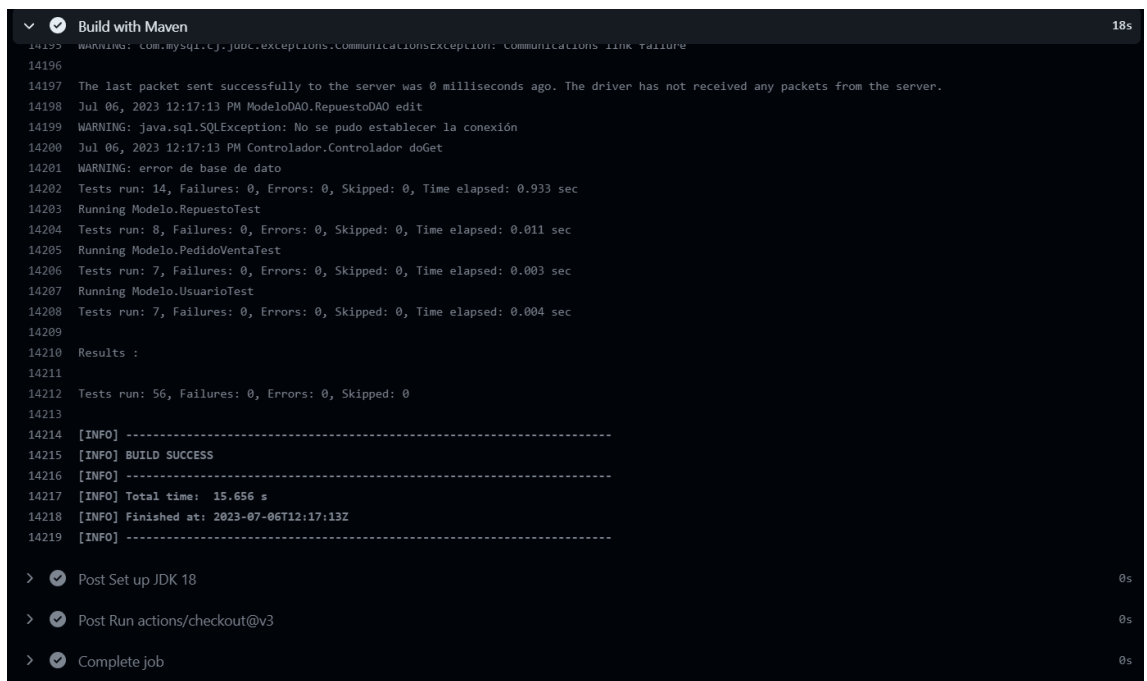 Build with Maven 18s
14195 WARNING: com.mysql.cj.jdbc.exceptions.CommunicationsException: Communications link failure
14196
14197 The last packet sent successfully to the server was 0 milliseconds ago. The driver has not received any packets from the server.
14198 Jul 06, 2023 12:17:13 PM ModeloDAO.RepuestoDAO edit
14199 WARNING: java.sql.SQLException: No se pudo establecer la conexión
14200 Jul 06, 2023 12:17:13 PM Controlador.Controlador doGet
14201 WARNING: error de base de dato
14202 Tests run: 14, Failures: 0, Errors: 0, Skipped: 0, Time elapsed: 0.933 sec
14203 Running Modelo.RepuestoTest
14204 Tests run: 8, Failures: 0, Errors: 0, Skipped: 0, Time elapsed: 0.011 sec
14205 Running Modelo.PedidoVentaTest
14206 Tests run: 7, Failures: 0, Errors: 0, Skipped: 0, Time elapsed: 0.003 sec
14207 Running Modelo.UsuarioTest
14208 Tests run: 7, Failures: 0, Errors: 0, Skipped: 0, Time elapsed: 0.004 sec
14209
14210 Results :
14211
14212 Tests run: 56, Failures: 0, Errors: 0, Skipped: 0
14213
14214 [INFO] ------------------------------------------------------------------------
14215 [INFO] BUILD SUCCESS
14216 [INFO] ------------------------------------------------------------------------
14217 [INFO] Total time:  15.656 s
14218 [INFO] Finished at: 2023-07-06T12:17:13Z
14219 [INFO] ------------------------------------------------------------------------
Post Set up JDK 18 0s
Post Run actions/checkout@v3 0s
Complete job 0s